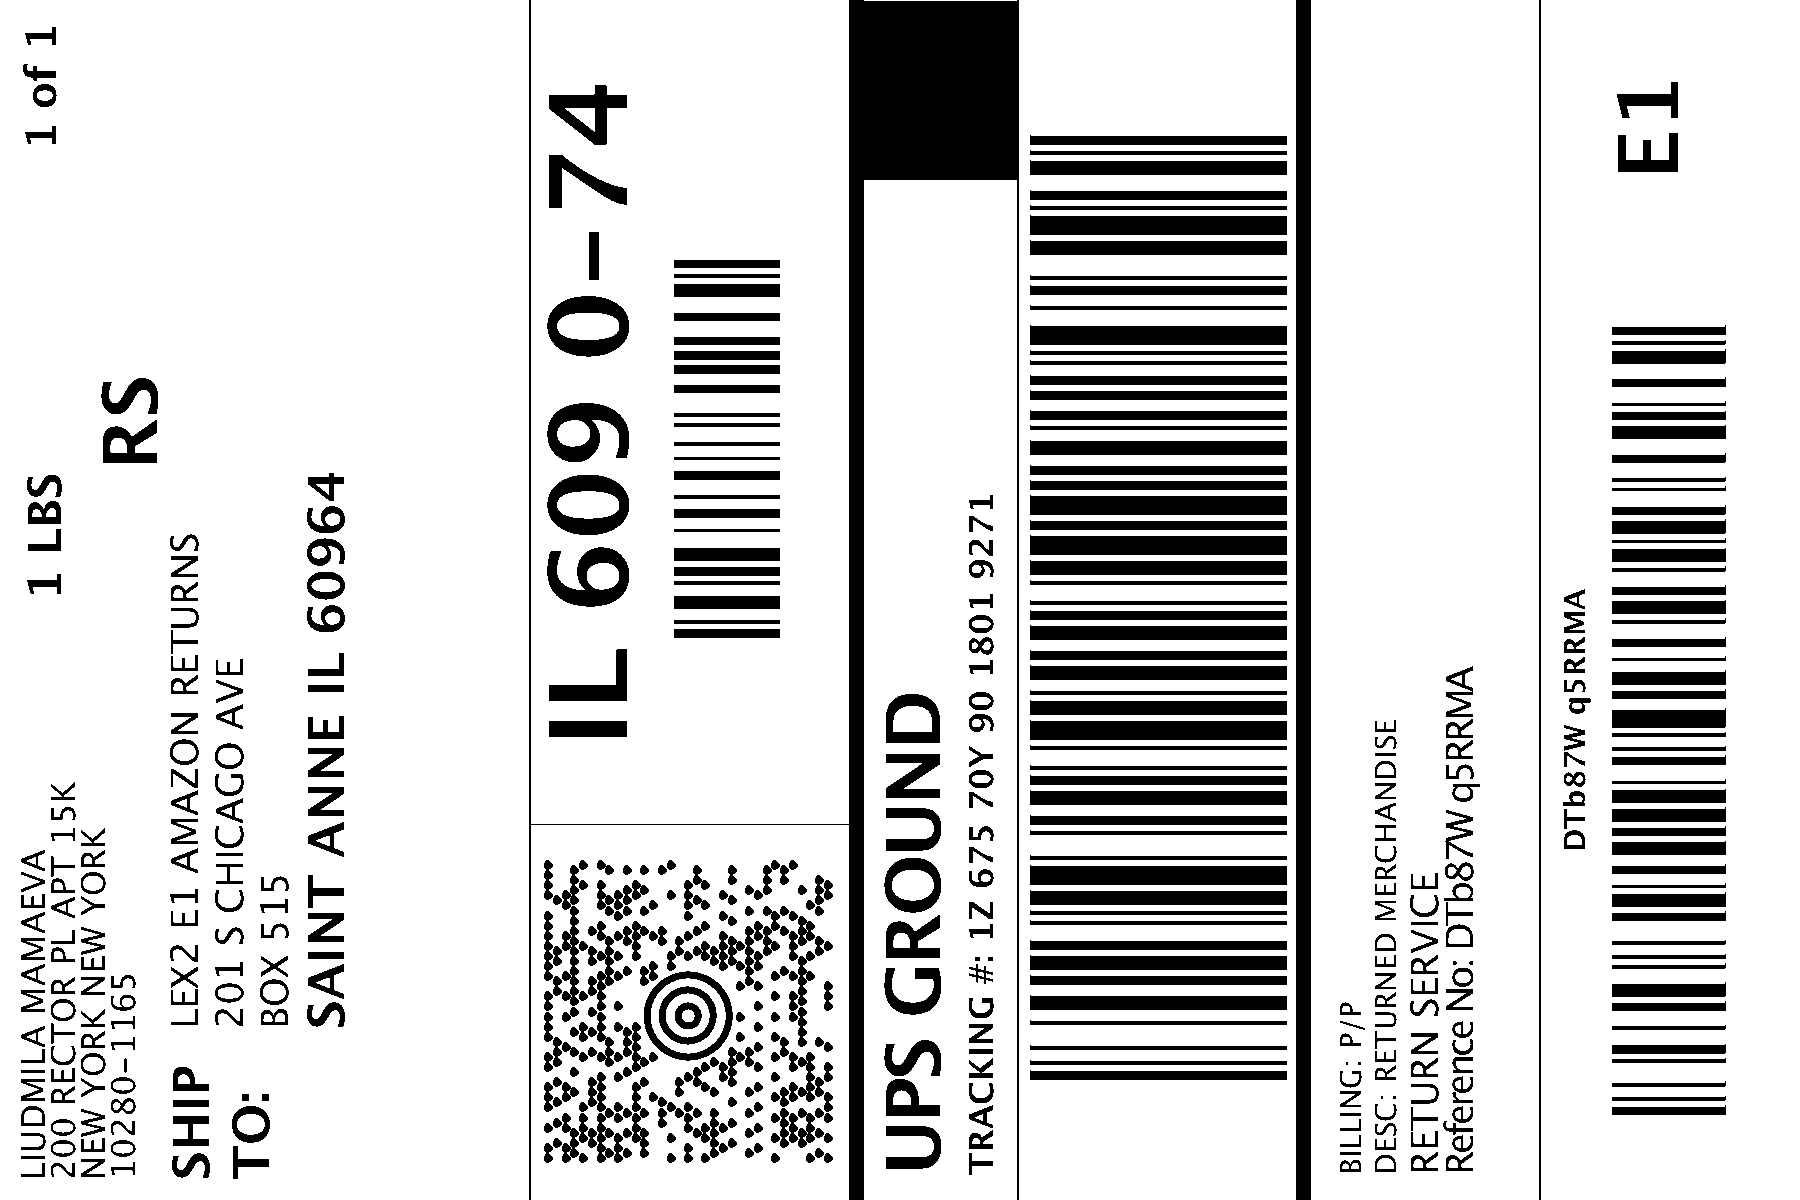 LIUDMILA MAMAEVA
200 RECTOR PL APT 15K
NEW YORK NEW YORK
10280-1165
1 LBS
1 of 1
RS
SHIP
TO:
LEX2 E1 AMAZON RETURNS
201 S CHICAGO AVE
BOX 515
SAINT ANNE IL 60964
IL 609 0-74
UPS GROUND
TRACKING #: 1Z 675 70Y 90 1801 9271
BILLING: P/P
DESC: RETURNED MERCHANDISE
RETURN SERVICE
Reference No: DTb87W q5RRMA
DTb87W q5RRMA
E1